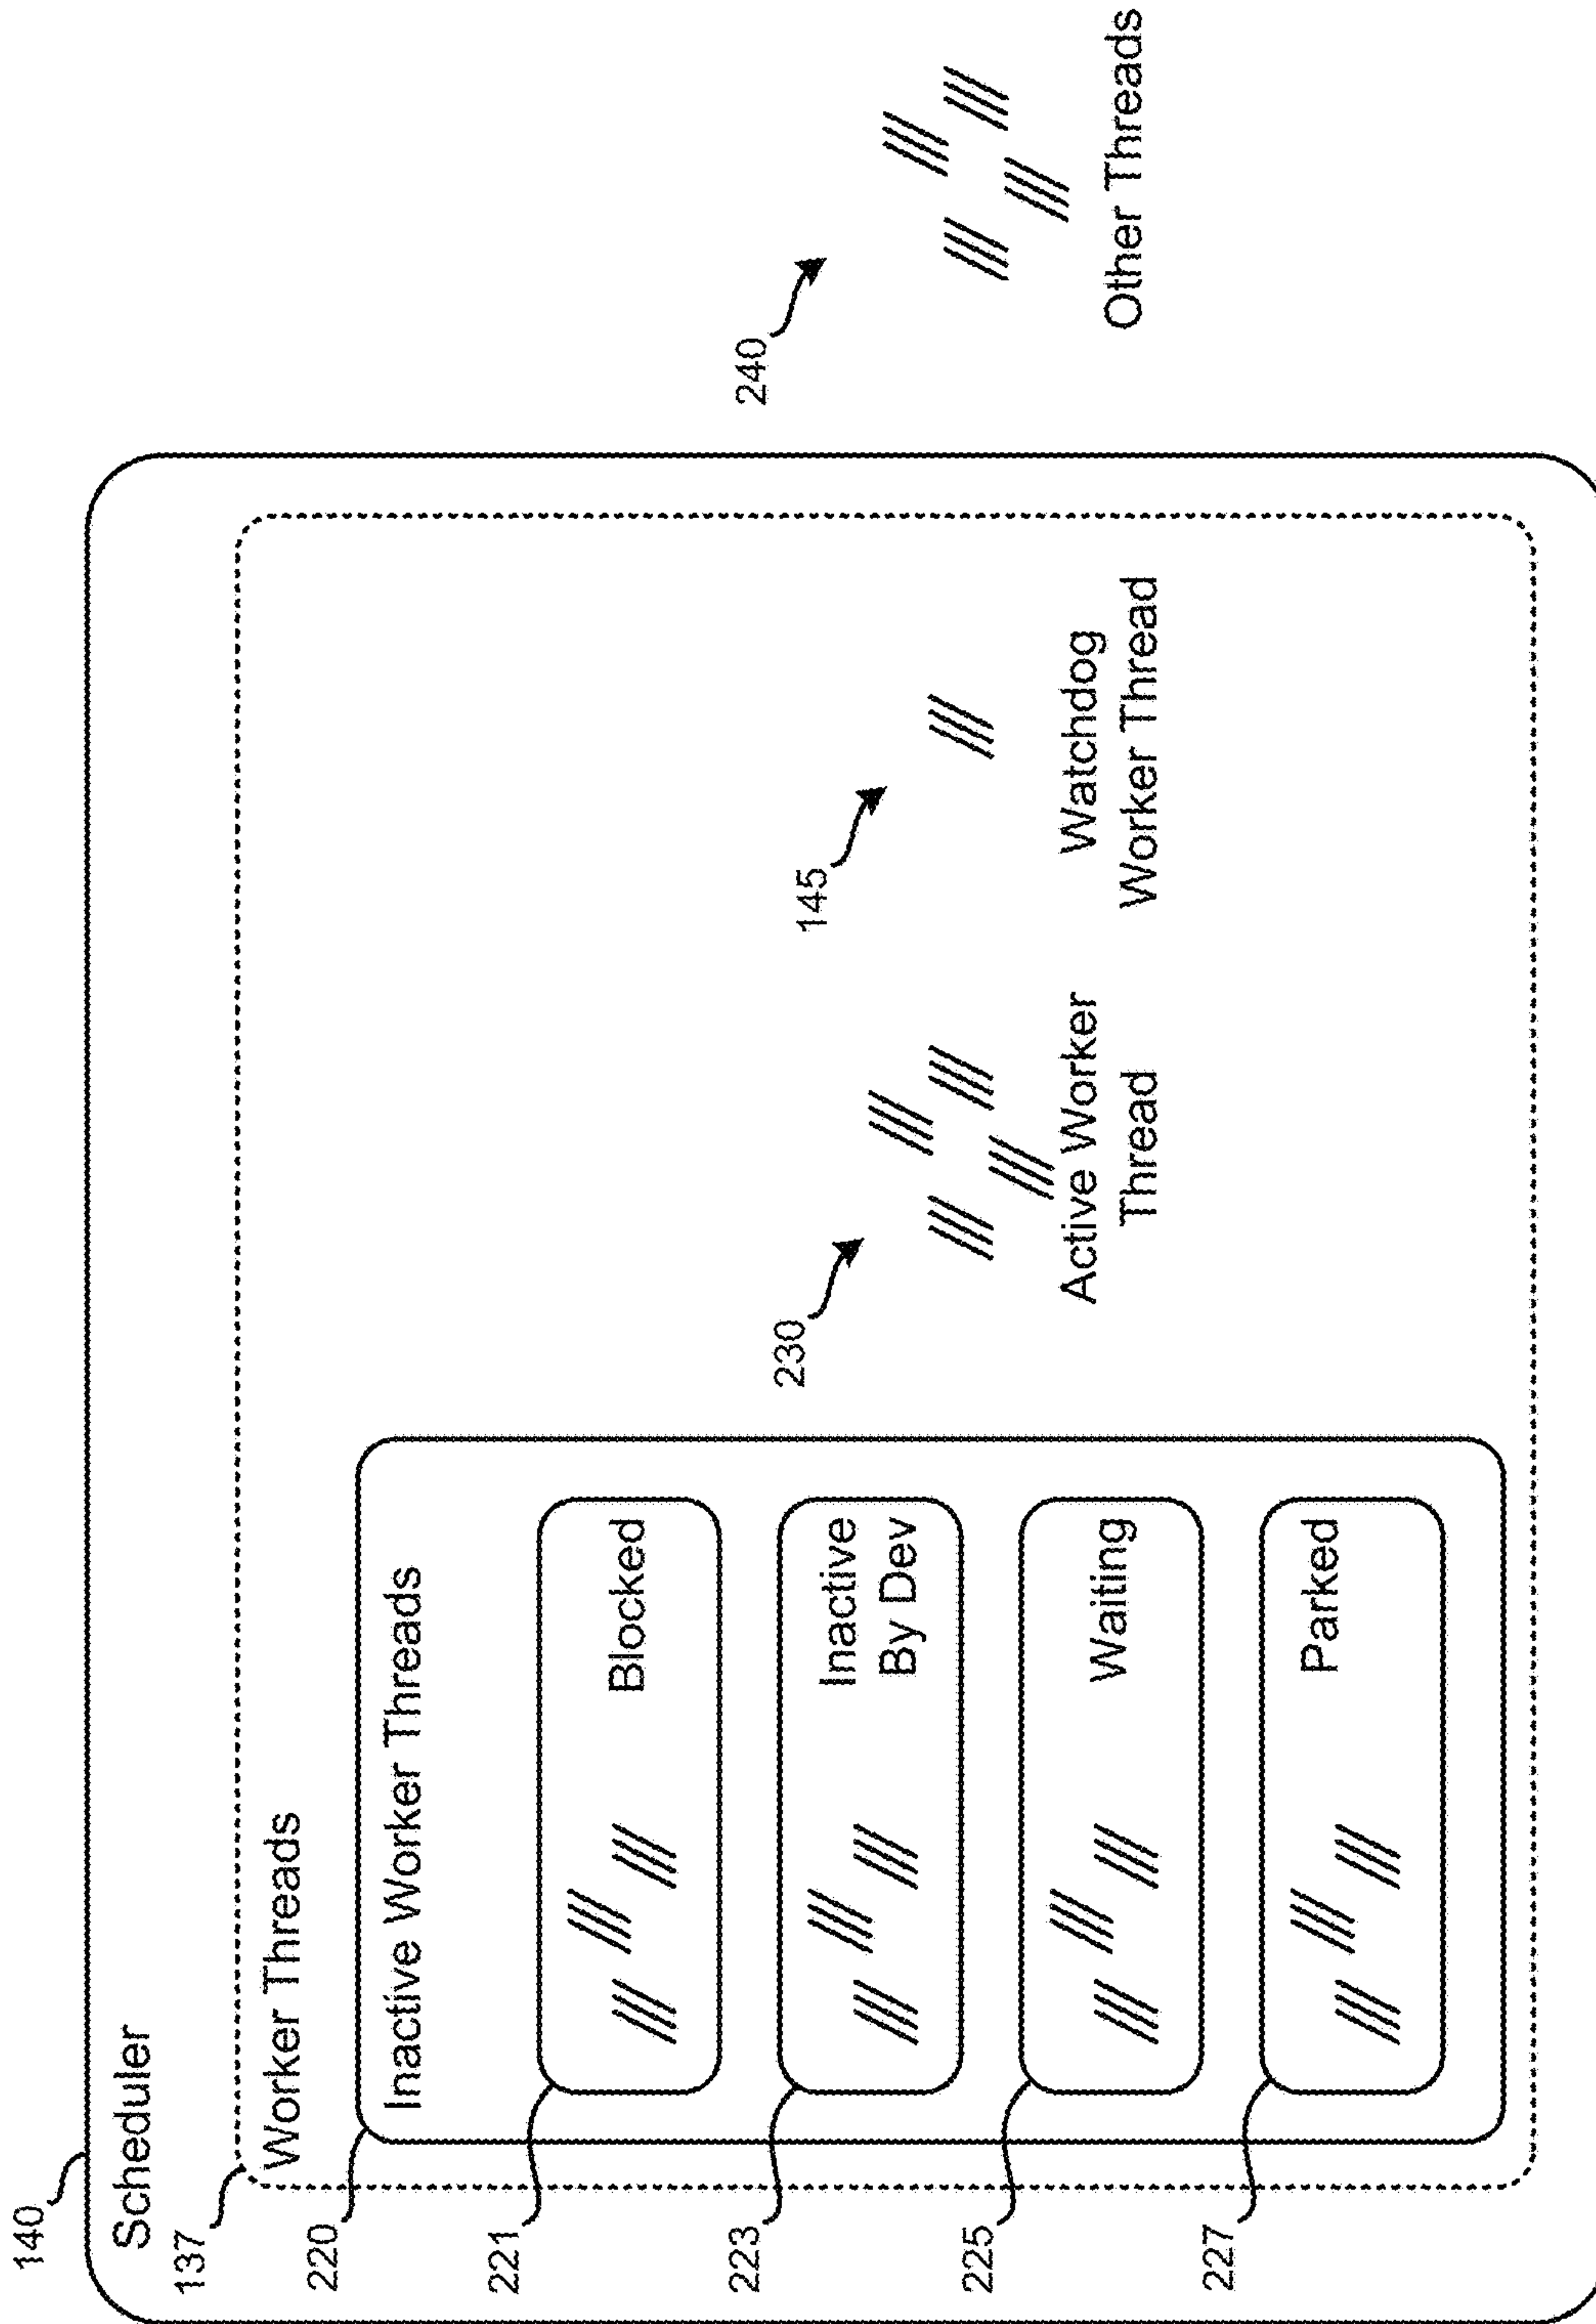 140
Scheduler
137
Worker Threads
220
Inactive Worker Threads
221
Blocked
223
Inactive
By Dev
225
Waiting
227
Parked
230
Active Worker
Thread
145
Watchdog
Worker Thread
240
Other Threads